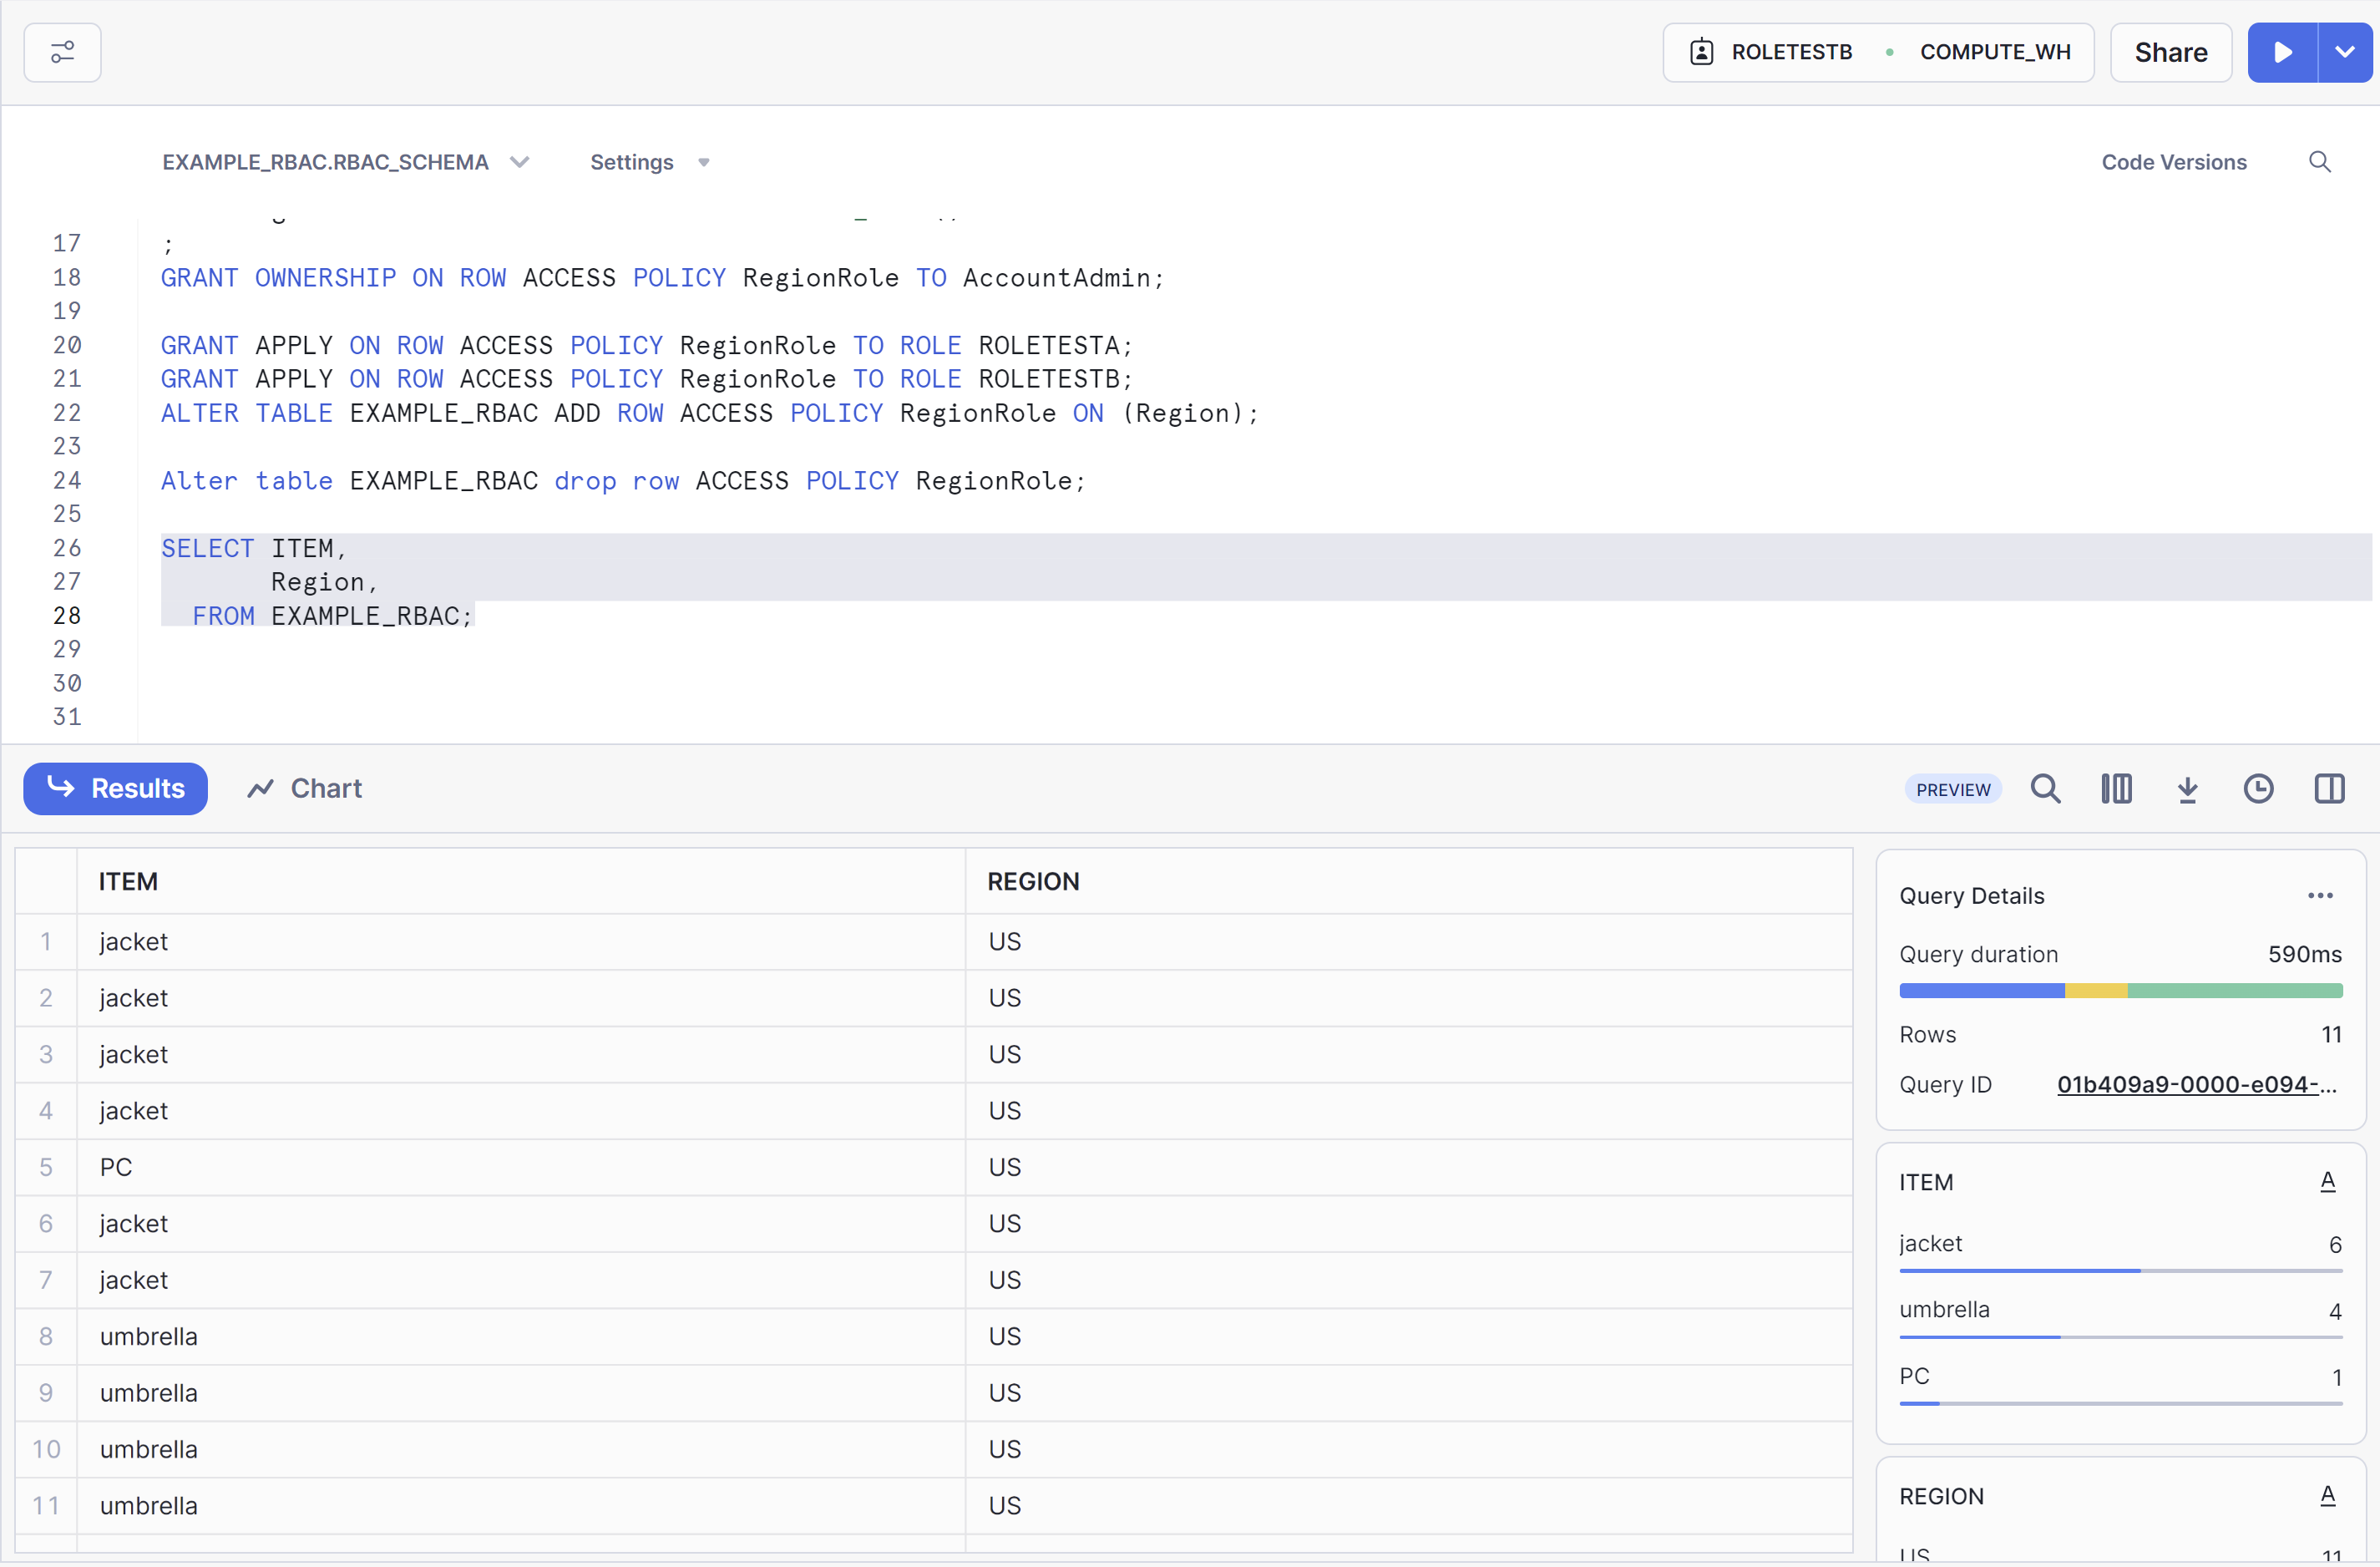 ROLETESTB • COMPUTE_WH
Share
EXAMPLE_RBAC.RBAC_SCHEMA
Settings
Code Versions
17 ;
18 GRANT OWNERSHIP ON ROW ACCESS POLICY RegionRole TO AccountAdmin;
19
20 GRANT APPLY ON ROW ACCESS POLICY RegionRole TO ROLE ROLETESTA;
21 GRANT APPLY ON ROW ACCESS POLICY RegionRole TO ROLE ROLETESTB;
22 ALTER TABLE EXAMPLE_RBAC ADD ROW ACCESS POLICY RegionRole ON (Region);
23
24 Alter table EXAMPLE_RBAC drop row ACCESS POLICY RegionRole;
25
26 SELECT ITEM,
27 Region,
28 FROM EXAMPLE_RBAC;
29
30
31
Results
Chart
PREVIEW
ITEM REGION
1 jacket US
2 jacket US
3 jacket US
4 jacket US
5 PC US
6 jacket US
7 jacket US
8 umbrella US
9 umbrella US
10 umbrella US
11 umbrella US
Query Details ...
Query duration 590ms
Rows 11
Query ID 01b409a9-0000-e094-...
ITEM A
jacket 6
umbrella 4
PC 1
REGION A
US 11